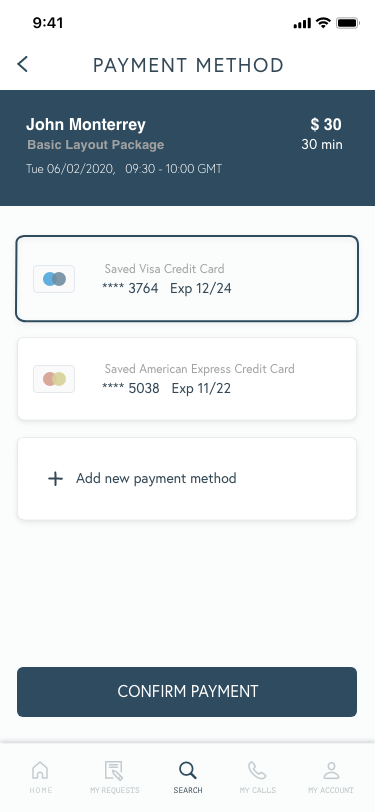 9:41
PAYMENT METHOD
John Monterrey
$ 30
Basic Layout Package
30 min
Tue 06/02/2020, 09:30 - 10:00 GMT
Saved Visa Credit Card
**** 3764 Exp 12/24
Saved American Express Credit Card
**** 5038 Exp 11/22
+ Add new payment method
CONFIRM PAYMENT
HOME MY REQUESTS SEARCH MY CALLS MY ACCOUNT